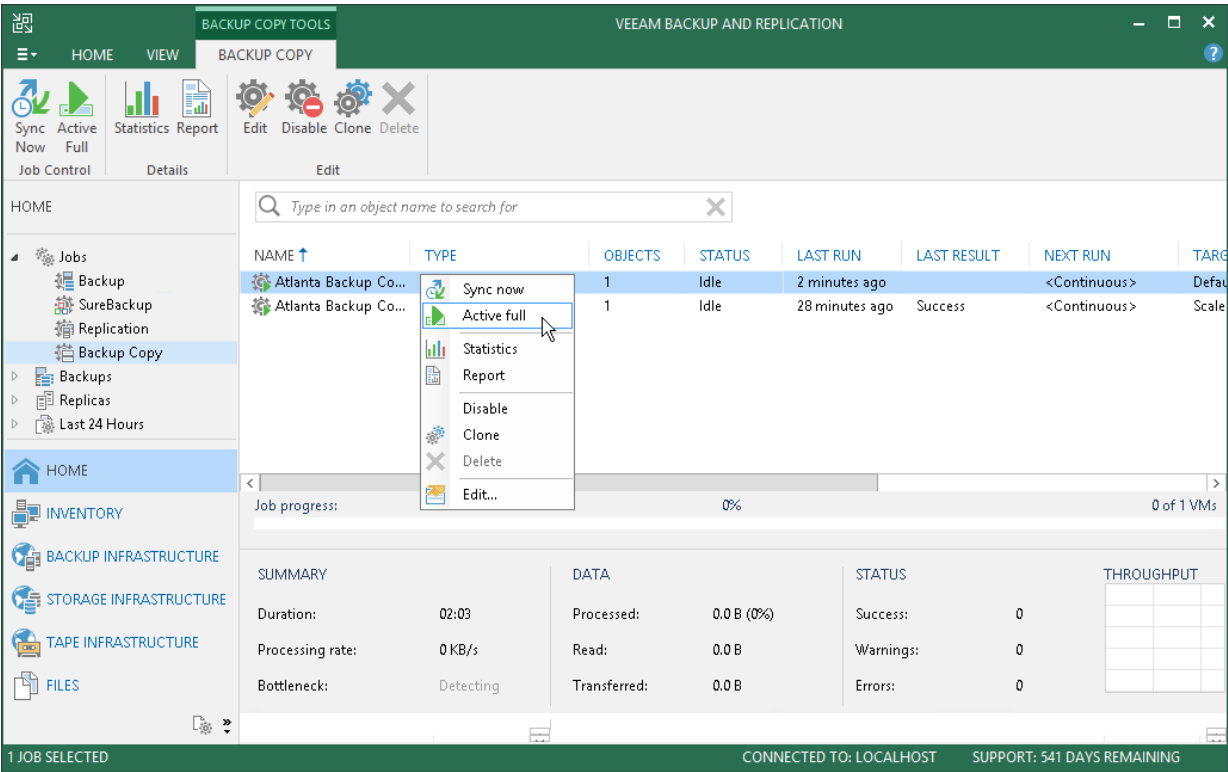 BACKUP COPY TOOLS
VEEAM BACKUP AND REPLICATION
HOME VIEW BACKUP COPY
Sync Now
Active Full
Statistics
Report
Edit
Disable
Clone
Delete
Job Control
Details
Edit
HOME
Type in an object name to search for
Jobs
Backup
SureBackup
Replication
Backup Copy
Backups
Replicas
Last 24 Hours
HOME
INVENTORY
BACKUP INFRASTRUCTURE
STORAGE INFRASTRUCTURE
TAPE INFRASTRUCTURE
FILES
NAME TYPE OBJECTS STATUS LAST RUN LAST RESULT NEXT RUN TARG
Atlanta Backup Co... 1 Idle 2 minutes ago <Continuous> Defau
Atlanta Backup Co... 1 Idle 28 minutes ago Success <Continuous> Scale
Sync now
Active full
Statistics
Report
Disable
Clone
Delete
Edit...
Job progress: 0% 0 of 1 VMs
SUMMARY DATA STATUS THROUGHPUT
Duration: 02:03 Processed: 0.0 B (0%) Success: 0
Processing rate: 0 KB/s Read: 0.0 B Warnings: 0
Bottleneck: Detecting Transferred: 0.0 B Errors: 0
1 JOB SELECTED CONNECTED TO: LOCALHOST SUPPORT: 541 DAYS REMAINING